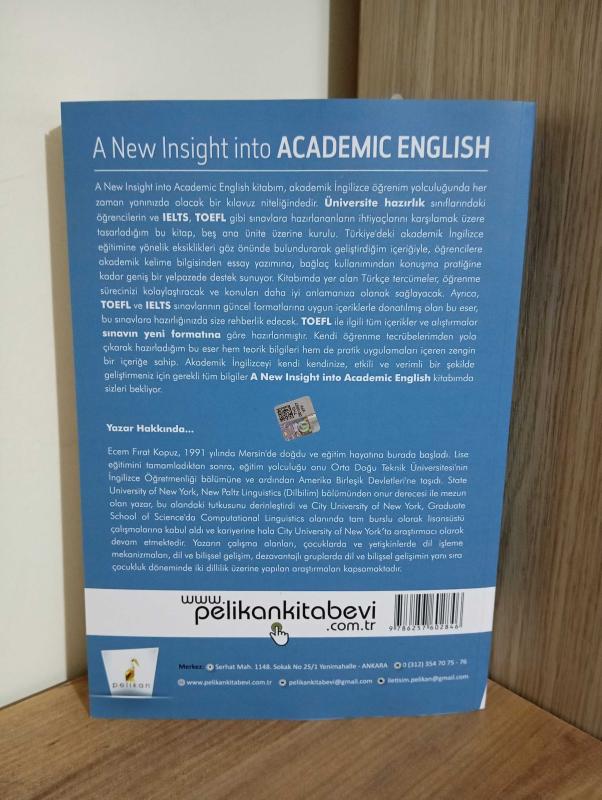 A New Insight into ACADEMIC ENGLISH
A New Insight into Academic English kitabım, akademik İngilizce öğrenim yolculuğunda her
zaman yanınızda olacak bir kılavuz niteliğindedir. Üniversite hazırlık sınıflarındaki
öğrencilerin ve IELTS, TOEFL gibi sınavlara hazırlananların ihtiyaçlarını karşılamak üzere
tasarladığım bu kitap, beş ana ünite üzerine kurulu. Türkiye'deki akademik İngilizce
eğitimine yönelik eksiklikleri göz önünde bulundurarak geliştirdiğim içeriğiyle, öğrencilere
akademik kelime bilgisinden essay yazımına, bağlaç kullanımından konuşma pratiğine
kadar geniş bir yelpazede destek sunuyor. Kitabımda yer alan Türkçe tercümeler, öğrenme
sürecinizi kolaylaştıracak ve konuları daha iyi anlamanıza olanak sağlayacak. Ayrıca,
TOEFL ve IELTS sınavlarının güncel formatlarına uygun içeriklerle donatılmış olan bu eser,
bu sınavlara hazırlığınızda size rehberlik edecek. TOEFL ile ilgili tüm içerikler ve alıştırmalar
sınavın yeni formatına göre hazırlanmıştır. Kendi öğrenme tecrübelerimden yola
çıkarak hazırladığım bu eser hem teorik bilgileri hem de pratik uygulamaları içeren zengin
bir içeriğe sahip. Akademik İngilizceyi kendi kendinize, etkili ve verimli bir şekilde
geliştirmeniz için gerekli tüm bilgiler A New Insight into Academic English kitabımda
sizleri bekliyor.
Yazar Hakkında...
Ecem Fırat Kopuz, 1991 yılında Mersin'de doğdu ve eğitim hayatına burada başladı. Lise
eğitimini tamamladıktan sonra, eğitim yolculuğu onu Orta Doğu Teknik Üniversitesi'nin
İngilizce Öğretmenliği bölümüne ve ardından Amerika Birleşik Devletleri'ne taşıdı. State
University of New York, New Paltz Linguistics (Dilbilim) bölümünden onur derecesi ile mezun
olan yazar, bu alandaki tutkusunu derinleştirdi ve City University of New York, Graduate
School of Science'da Computational Linguistics alanında tam burslu olarak lisansüstü
çalışmalarına kabul aldı ve kariyerine hala City University of New York'ta araştırmacı olarak
devam etmektedir. Yazarın çalışma alanları, çocuklarda ve yetişkinlerde dil işleme
mekanizmaları, dil ve bilişsel gelişim, dezavantajlı gruplarda dil ve bilişsel gelişimin yanı sıra
çocukluk döneminde iki dillilik üzerine yapılan araştırmaları kapsamaktadır.
www.
pelikankitabevi
.com.tr
9 786257 602846
pelikan
Merkez: Serhat Mah. 1148. Sokak No 25/1 Yenimahalle - ANKARA 0 (312) 354 70 75 - 76
www.pelikankitabevi.com.tr pelikankitabevi@gmail.com iletisim.pelikan@gmail.com